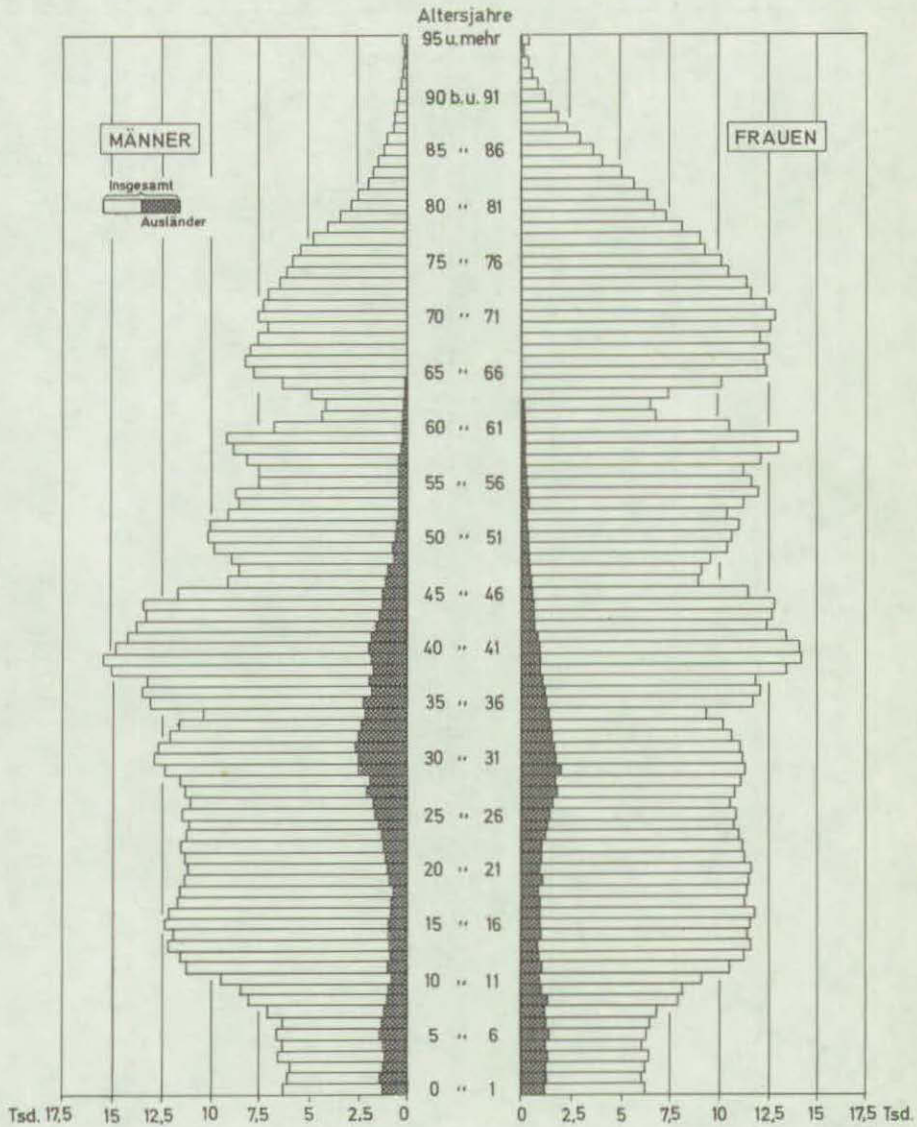 Altersjahre
95 u. mehr
90 b.u. 91
MÄNNER
FRAUEN
85 " 86
Insgesamt
Ausländer
80 " 81
75 " 76
70 " 71
65 " 66
60 " 61
55 " 56
50 " 51
45 " 46
40 " 41
35 " 36
30 " 31
25 " 26
20 " 21
15 " 16
10 " 11
5 " 6
0 " 1
Tsd. 17,5 15 12,5 10 7,5 5 2,5 0 0 2,5 5 7,5 10 12,5 15 17,5 Tsd.